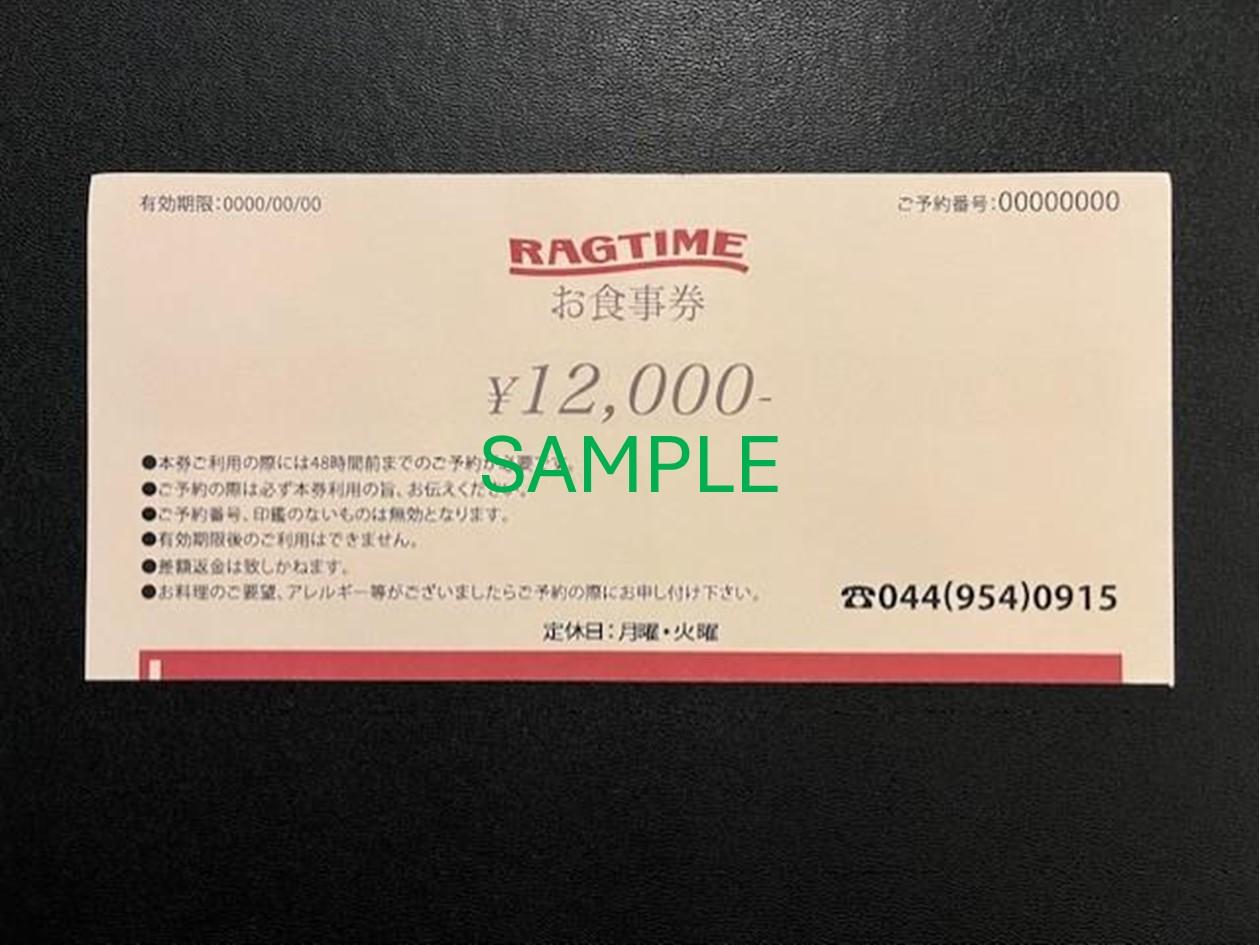 有効期限：0000/00/00
ご予約番号：00000000
RAGTIME
お食事券
¥12,000-
SAMPLE
●本券ご利用の際には48時間前までのご予約が必要です。
●ご予約の際は必ず本券利用の旨、お伝えください。
●ご予約番号、印鑑のないものは無効となります。
●有効期限後のご利用はできません。
●差額返金は致しかねます。
●お料理のご要望、アレルギー等がございましたらご予約の際にお申し付け下さい。
☎044(954)0915
定休日：月曜・火曜